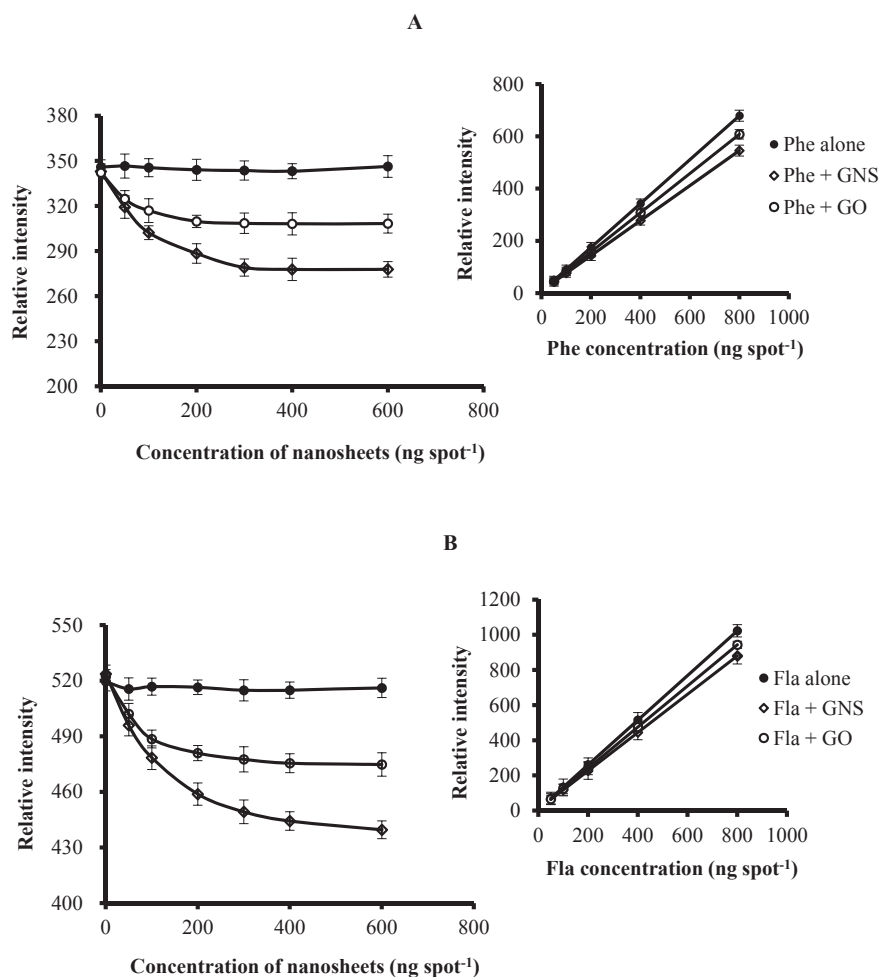 A
380
350
320
290
260
230
200
Relative intensity
0 200 400 600 800
Concentration of nanosheets (ng spot⁻¹)
800
600
400
200
0
Relative intensity
0 200 400 600 800 1000
Phe concentration (ng spot⁻¹)
Phe alone
Phe + GNS
Phe + GO
B
550
520
490
460
430
400
Relative intensity
0 200 400 600 800
Concentration of nanosheets (ng spot⁻¹)
1200
1000
800
600
400
200
0
Relative intensity
0 200 400 600 800 1000
Fla concentration (ng spot⁻¹)
Fla alone
Fla + GNS
Fla + GO